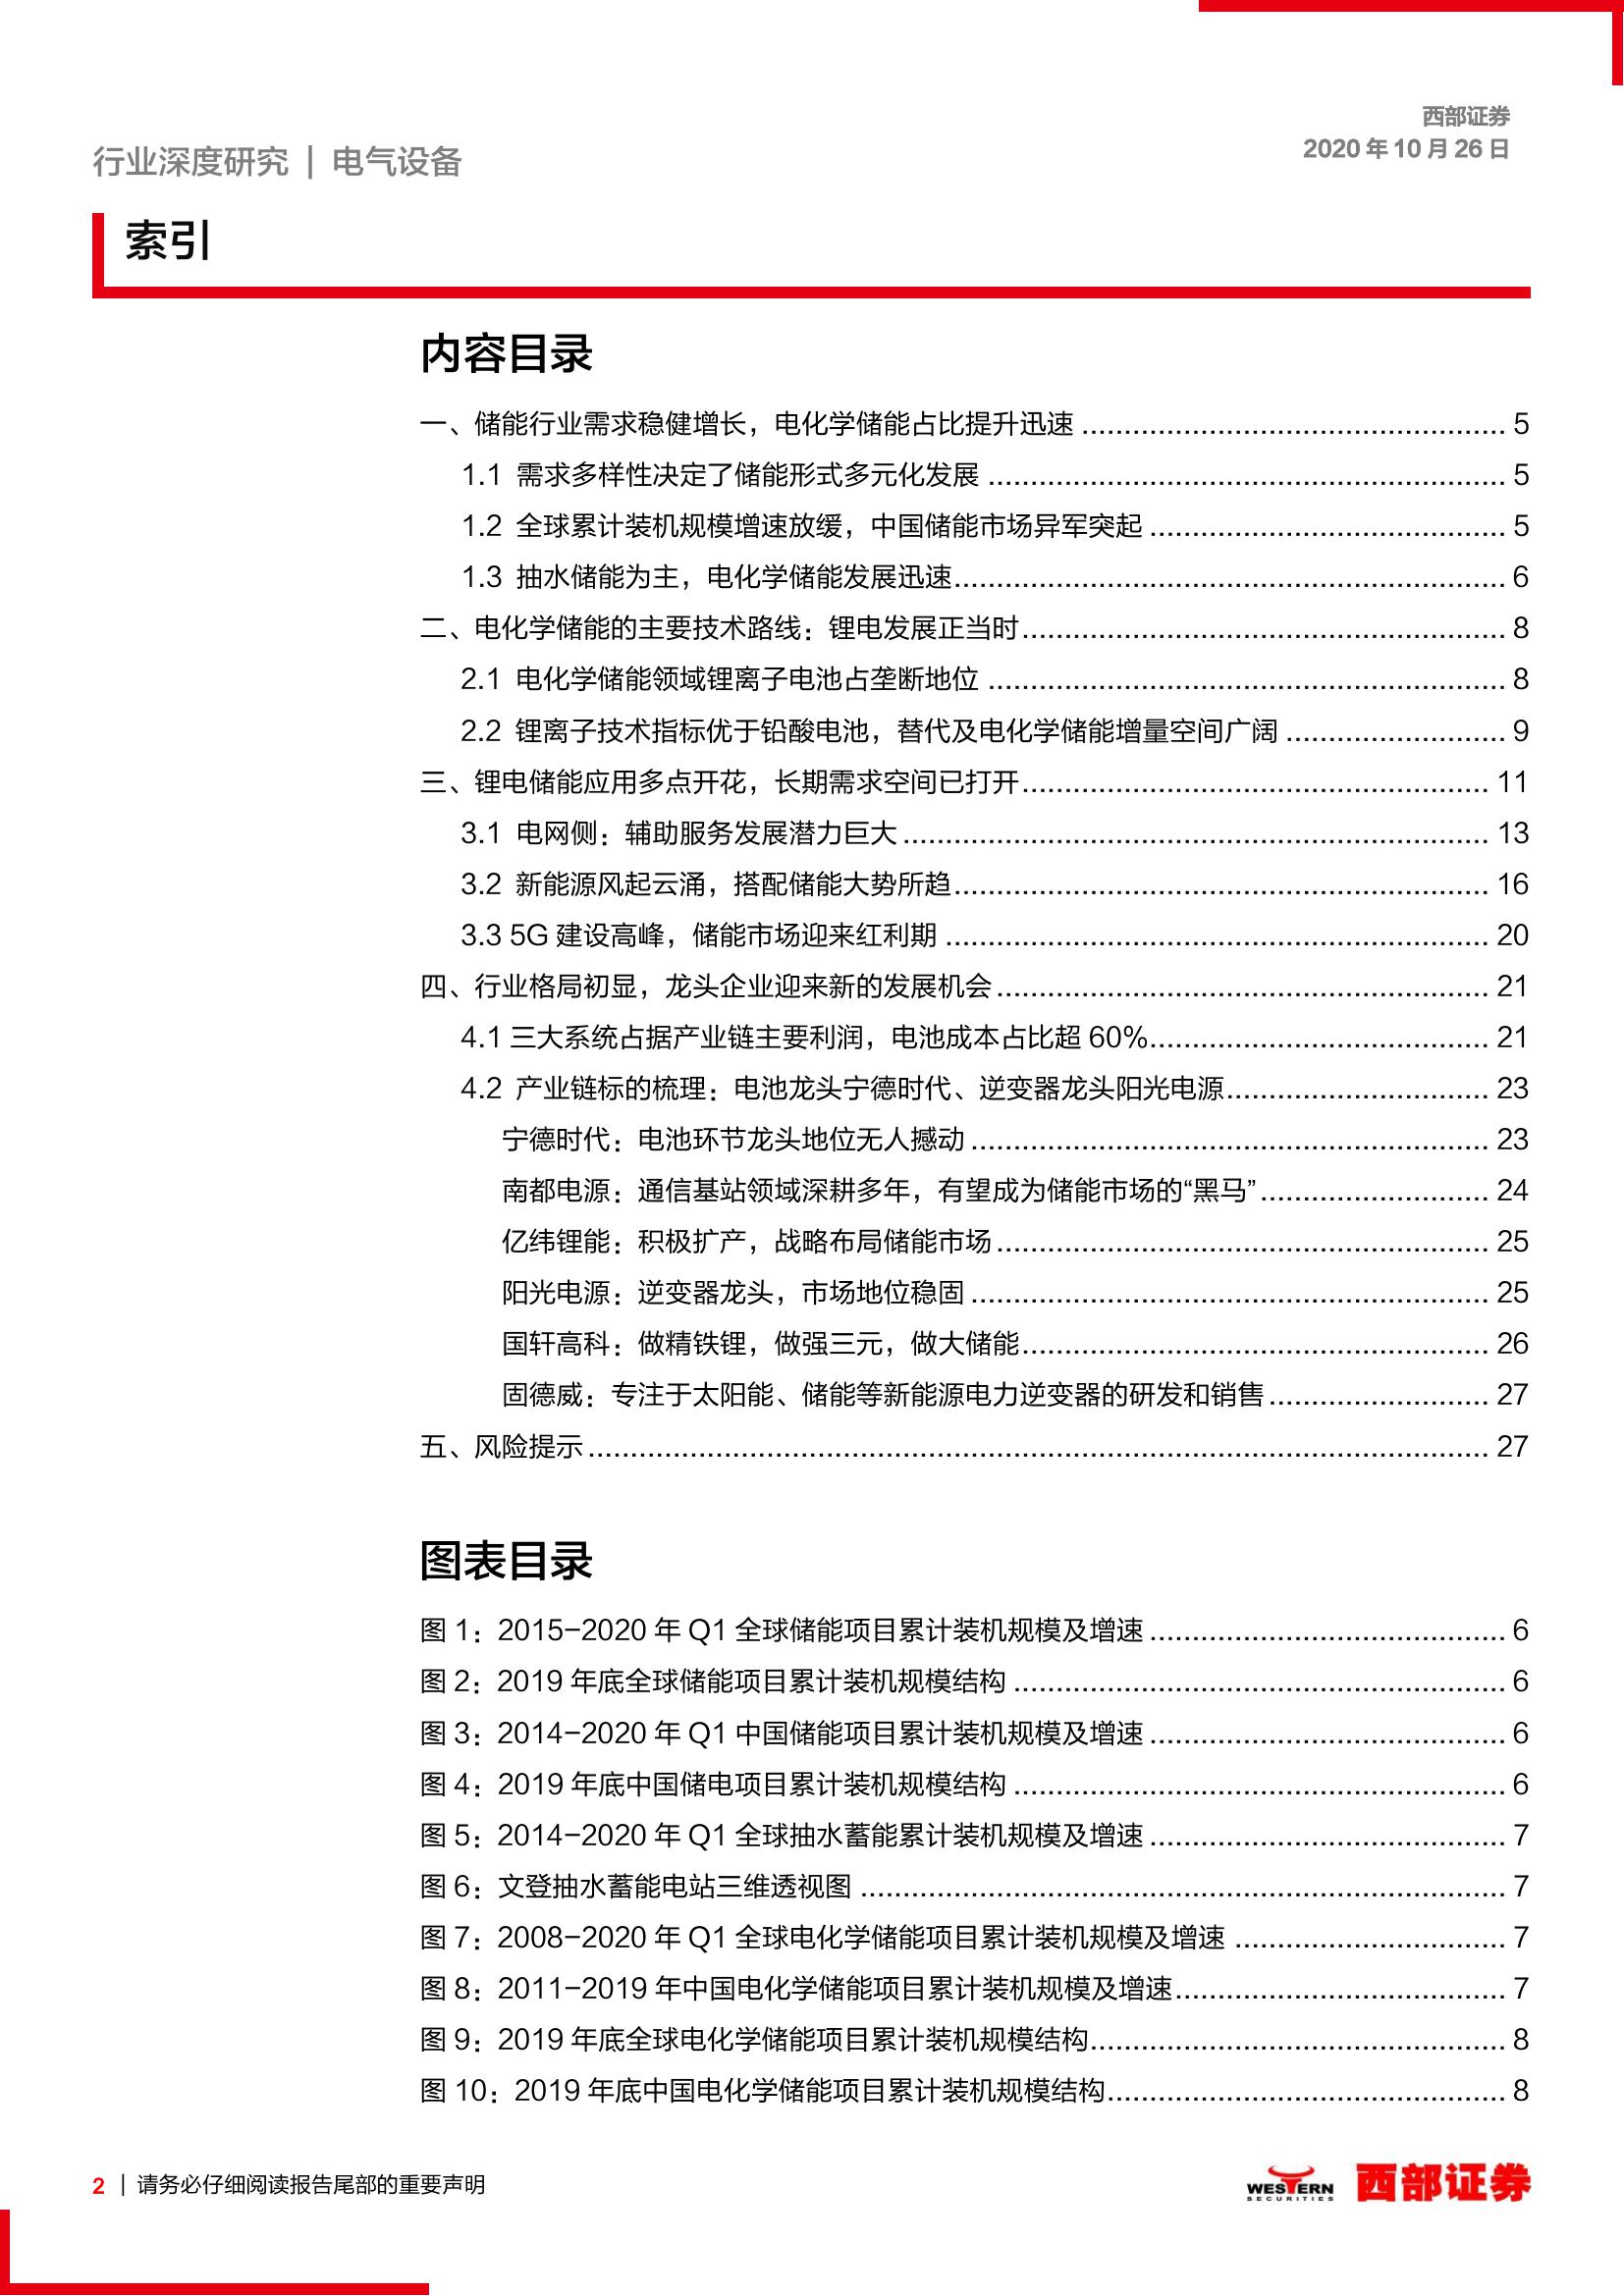 西部证券
2020 年 10 月 26 日
行业深度研究 | 电气设备
索引
内容目录
一、储能行业需求稳健增长，电化学储能占比提升迅速 ........ 5
1.1 需求多样性决定了储能形式多元化发展 ........ 5
1.2 全球累计装机规模增速放缓，中国储能市场异军突起 ........ 5
1.3 抽水储能为主，电化学储能发展迅速 ........ 6
二、电化学储能的主要技术路线：锂电发展正当时 ........ 8
2.1 电化学储能领域锂离子电池占垄断地位 ........ 8
2.2 锂离子技术指标优于铅酸电池，替代及电化学储能增量空间广阔 ........ 9
三、锂电储能应用多点开花，长期需求空间已打开 ........ 11
3.1 电网侧：辅助服务发展潜力巨大 ........ 13
3.2 新能源风起云涌，搭配储能大势所趋 ........ 16
3.3 5G 建设高峰，储能市场迎来红利期 ........ 20
四、行业格局初显，龙头企业迎来新的发展机会 ........ 21
4.1 三大系统占据产业链主要利润，电池成本占比超 60% ........ 21
4.2 产业链标的梳理：电池龙头宁德时代、逆变器龙头阳光电源 ........ 23
宁德时代：电池环节龙头地位无人撼动 ........ 23
南都电源：通信基站领域深耕多年，有望成为储能市场的“黑马” ........ 24
亿纬锂能：积极扩产，战略布局储能市场 ........ 25
阳光电源：逆变器龙头，市场地位稳固 ........ 25
国轩高科：做精铁锂，做强三元，做大储能 ........ 26
固德威：专注于太阳能、储能等新能源电力逆变器的研发和销售 ........ 27
五、风险提示 ........ 27
图表目录
图 1：2015-2020 年 Q1 全球储能项目累计装机规模及增速 ........ 6
图 2：2019 年底全球储能项目累计装机规模结构 ........ 6
图 3：2014-2020 年 Q1 中国储能项目累计装机规模及增速 ........ 6
图 4：2019 年底中国储电项目累计装机规模结构 ........ 6
图 5：2014-2020 年 Q1 全球抽水蓄能累计装机规模及增速 ........ 7
图 6：文登抽水蓄能电站三维透视图 ........ 7
图 7：2008-2020 年 Q1 全球电化学储能项目累计装机规模及增速 ........ 7
图 8：2011-2019 年中国电化学储能项目累计装机规模及增速 ........ 7
图 9：2019 年底全球电化学储能项目累计装机规模结构 ........ 8
图 10：2019 年底中国电化学储能项目累计装机规模结构 ........ 8
2 | 请务必仔细阅读报告尾部的重要声明
WESTERN
SECURITIES
西部证券